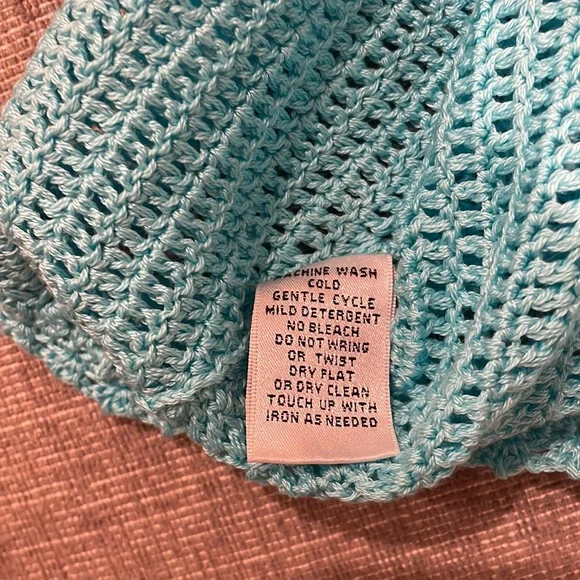 MACHINE WASH
COLD
GENTLE CYCLE
MILD DETERGENT
NO BLEACH
DO NOT WRING
OR TWIST
DRY FLAT
OR DRY CLEAN
TOUCH UP WITH
IRON AS NEEDED